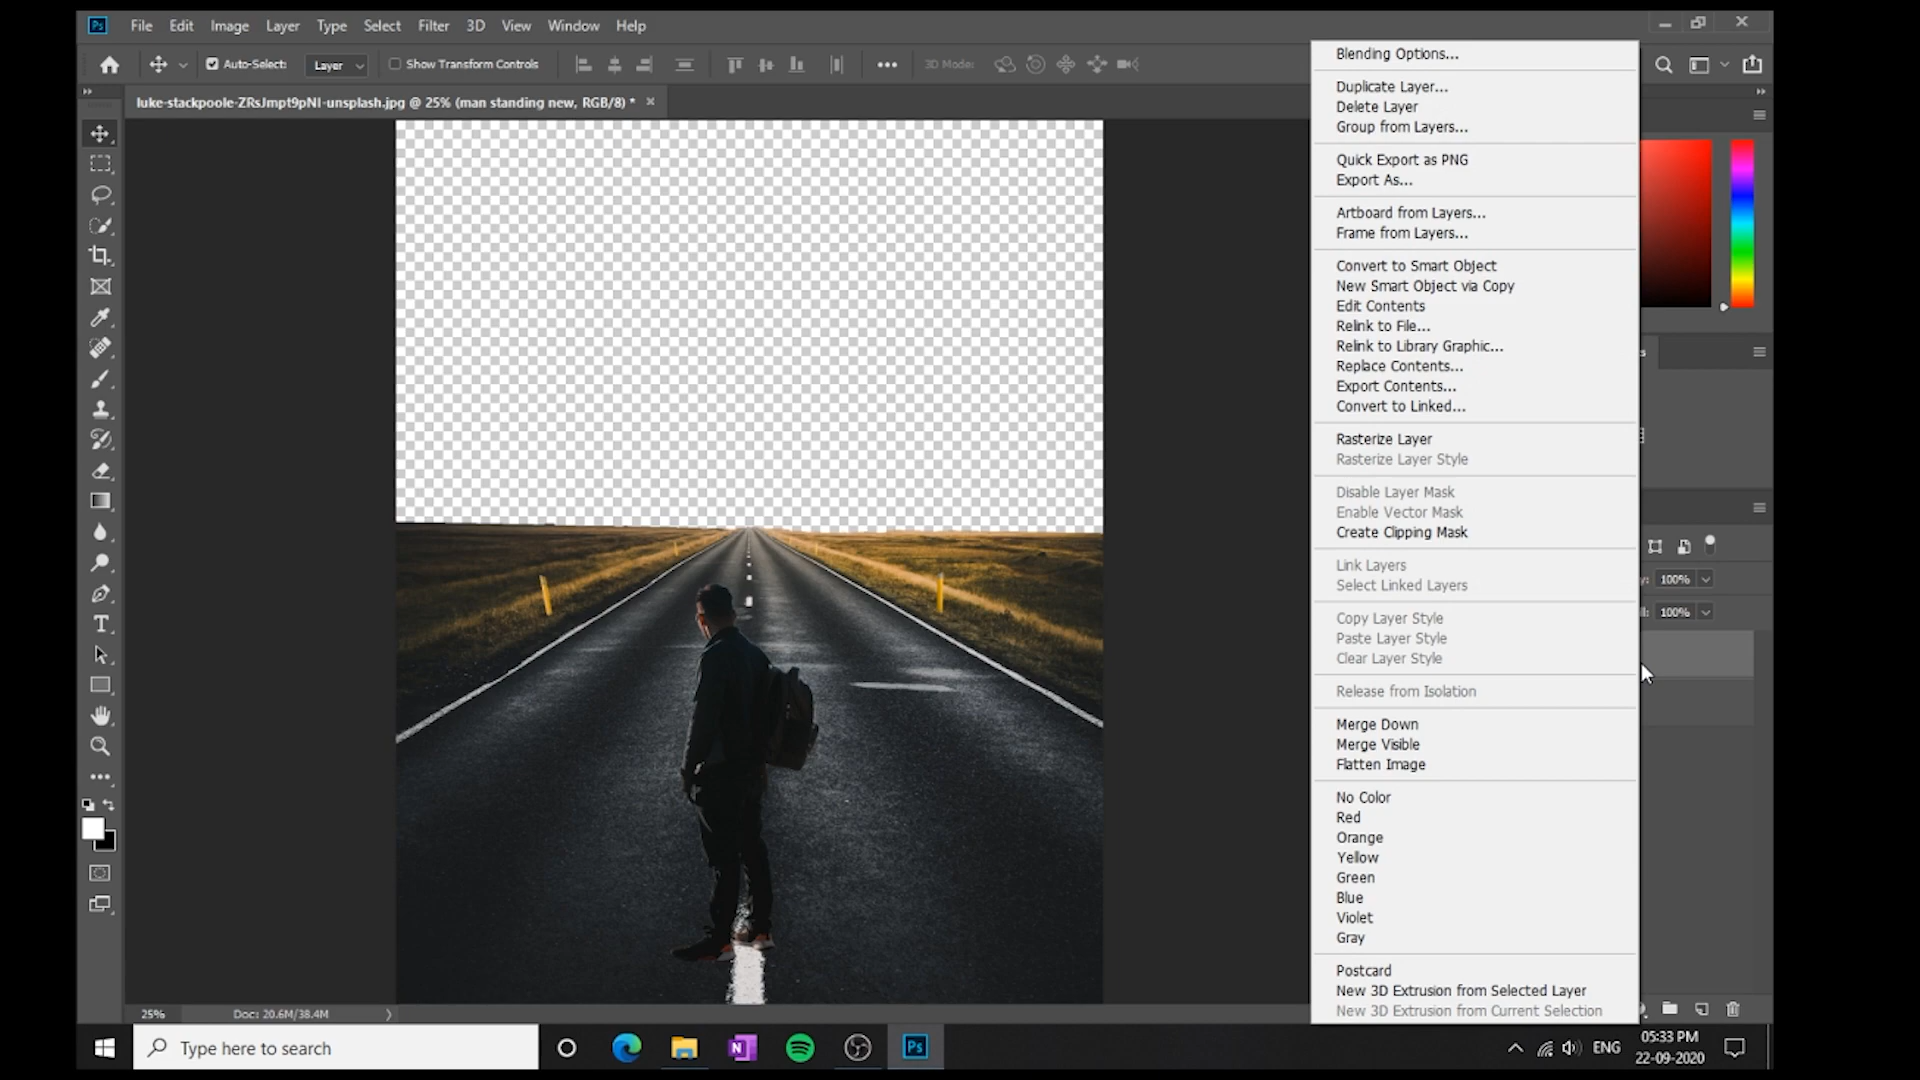 Ps File Edit Image Layer Type Select Filter 3D View Window Help
Auto-Select: Layer Show Transform Controls 3D Mode:
luke-stackpoole-ZRsJmpt9pNI-unsplash.jpg @ 25% (man standing new, RGB/8) *
Blending Options...
Duplicate Layer...
Delete Layer
Group from Layers...
Quick Export as PNG
Export As...
Artboard from Layers...
Frame from Layers...
Convert to Smart Object
New Smart Object via Copy
Edit Contents
Relink to File...
Relink to Library Graphic...
Replace Contents...
Export Contents...
Convert to Linked...
Rasterize Layer
Rasterize Layer Style
Disable Layer Mask
Enable Vector Mask
Create Clipping Mask
Link Layers
Select Linked Layers
Copy Layer Style
Paste Layer Style
Clear Layer Style
Release from Isolation
Merge Down
Merge Visible
Flatten Image
No Color
Red
Orange
Yellow
Green
Blue
Violet
Gray
Postcard
New 3D Extrusion from Selected Layer
New 3D Extrusion from Current Selection
100%
100%
25% Doc: 20.6M/38.4M
Type here to search
N
Ps
ENG
05:33 PM
22-09-2020